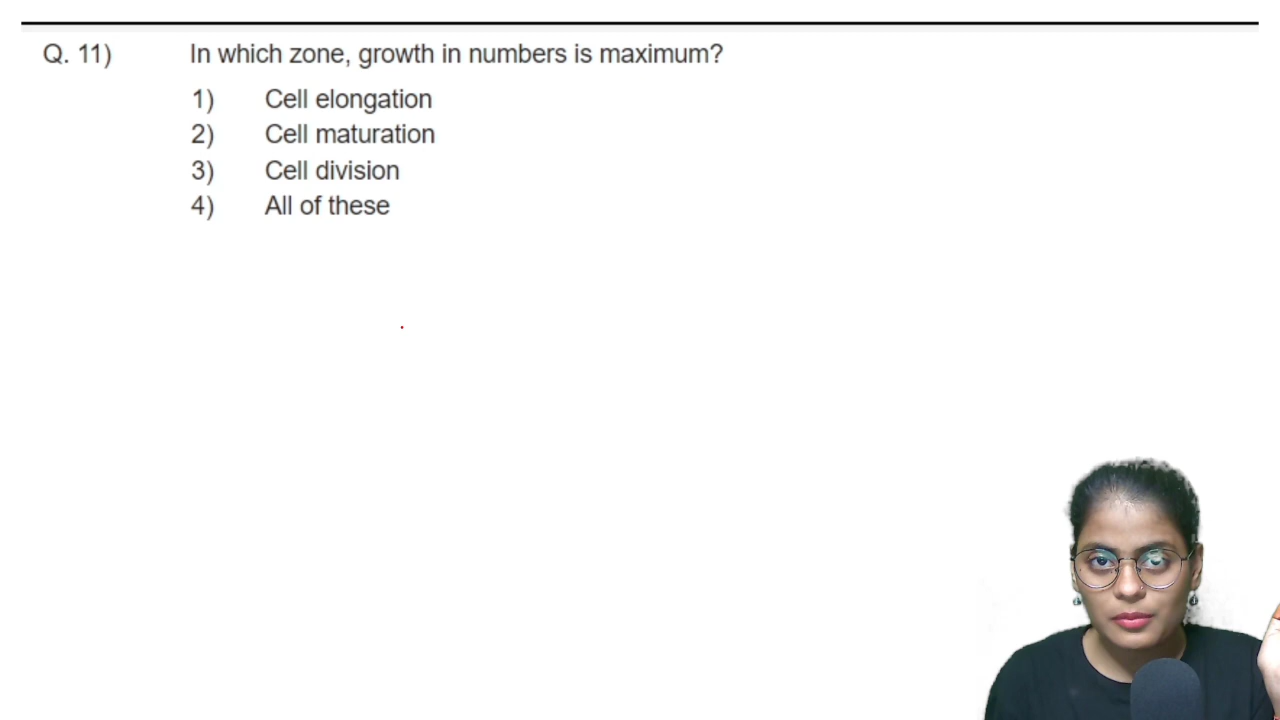 Q. 11) In which zone, growth in numbers is maximum?
1) Cell elongation
2) Cell maturation
3) Cell division
4) All of these